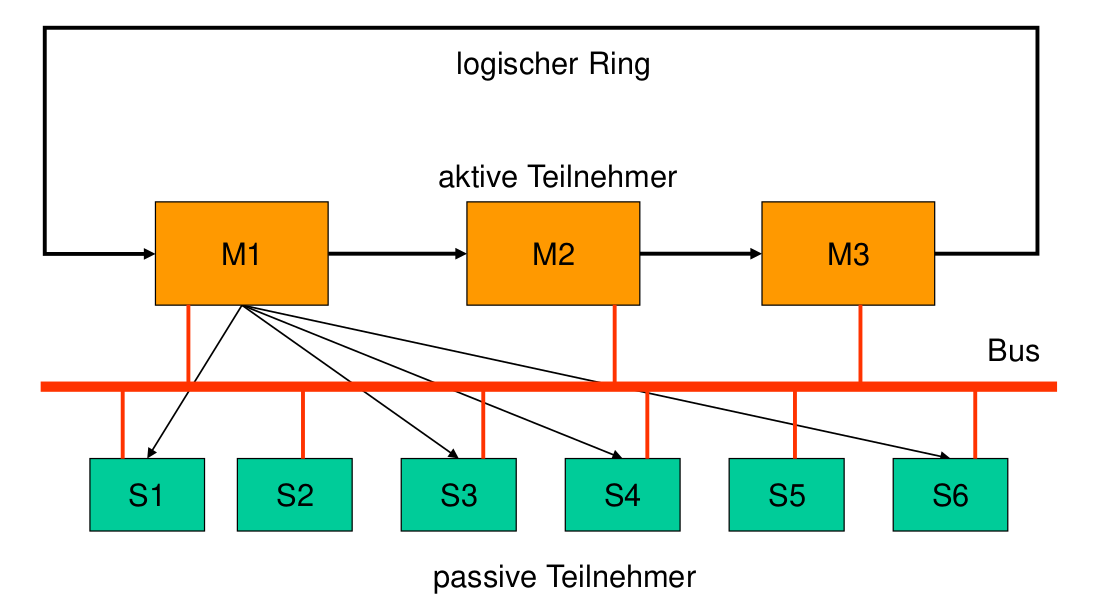 logischer Ring
aktive Teilnehmer
M1 M2 M3
Bus
S1 S2 S3 S4 S5 S6
passive Teilnehmer